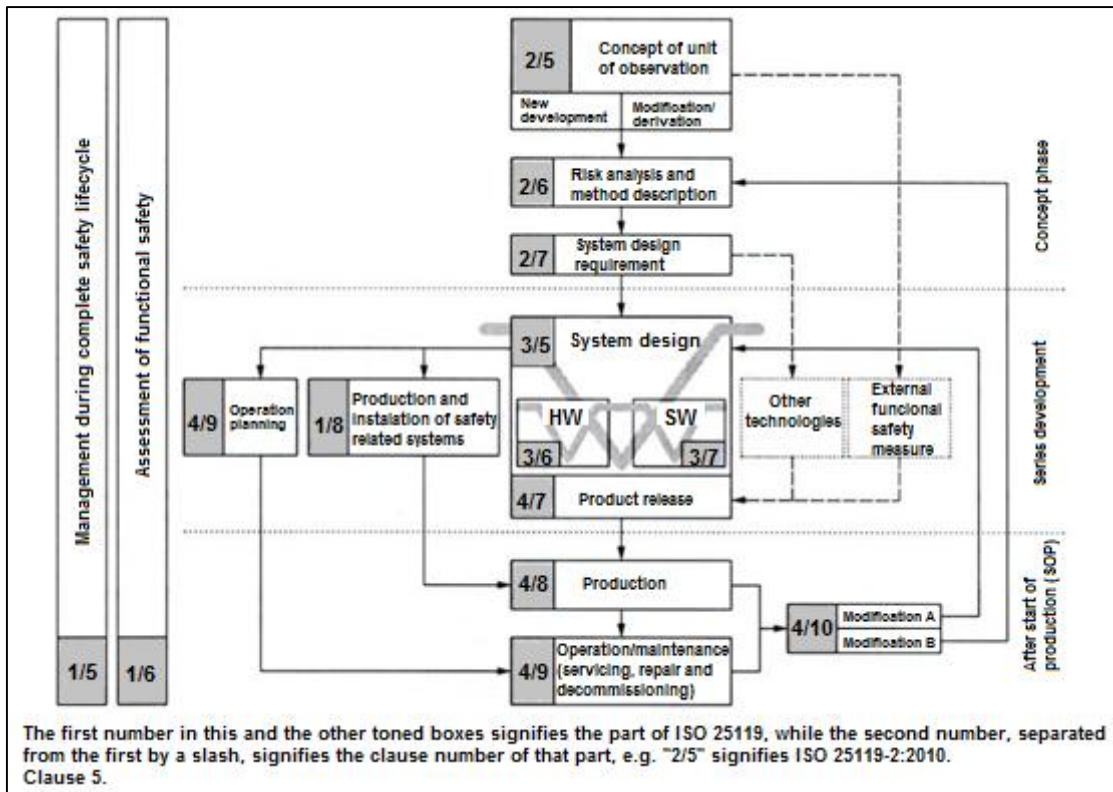 2/5
Concept of unit
of observation
New
development
Modification/
derivation
2/6
Risk analysis and
method description
2/7
System design
requirement
Concept phase
3/5
System design
HW
SW
3/6
3/7
4/7
Product release
4/9
Operation
planning
1/8
Production and
instalation of safety
related systems
Other
technologies
External
funcional
safety
measure
Series development
4/8
Production
4/9
Operation/maintenance
(servicing, repair and
decommissioning)
4/10
Modification A
Modification B
After start of
production (SOP)
Management during complete safety lifecycle
1/5
Assessment of functional safety
1/6
The first number in this and the other toned boxes signifies the part of ISO 25119, while the second number, separated
from the first by a slash, signifies the clause number of that part, e.g. "2/5" signifies ISO 25119-2:2010.
Clause 5.